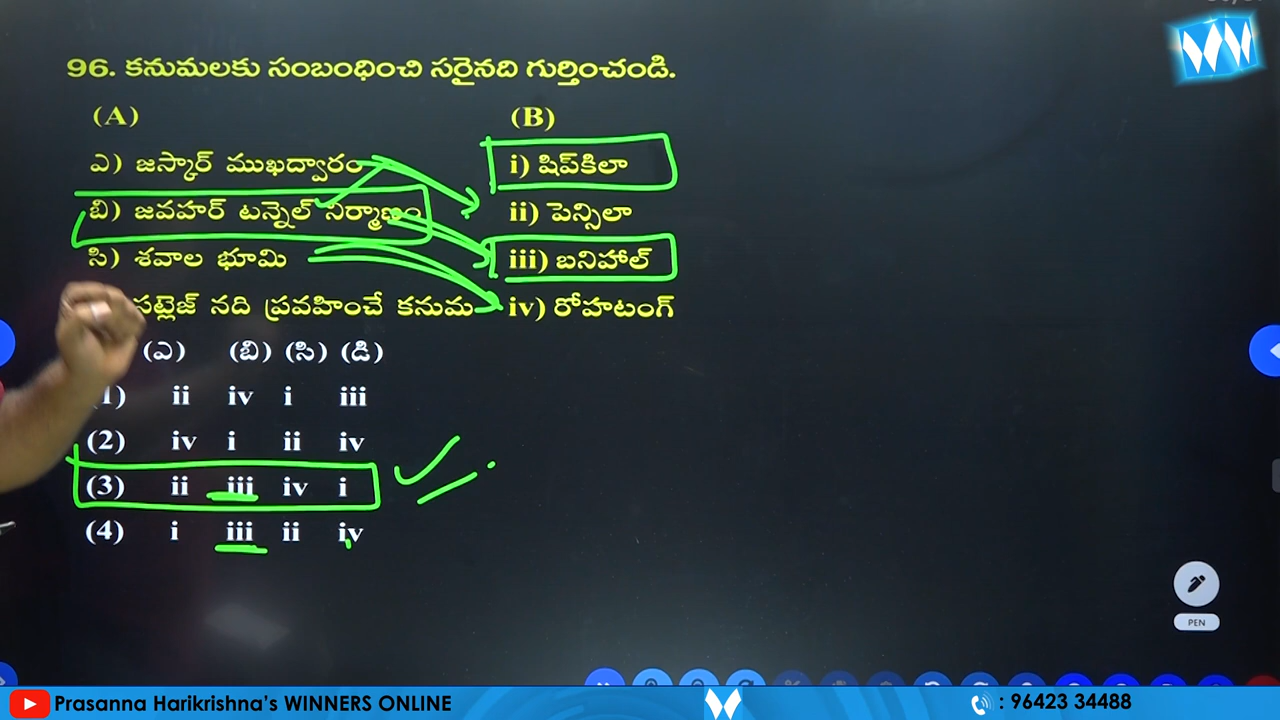 96. కనుమలకు సంబంధించి సరైనది గుర్తించండి.
(A) (B)
ఎ) జస్కార్ ముఖద్వారం i) షిప్‌కిలా
బి) జవహర్ టన్నెల్ నిర్మాణం ii) పెన్సిలా
సి) శవాల భూమి iii) బనిహాల్
సట్లెజ్ నది ప్రవహించే కనుమ iv) రోహటంగ్
(ఎ) (బి) (సి) (డి)
1) ii iv i iii
(2) iv i ii iv
(3) ii iii iv i
(4) i iii ii iv
PEN
Prasanna Harikrishna's WINNERS ONLINE : 96423 34488